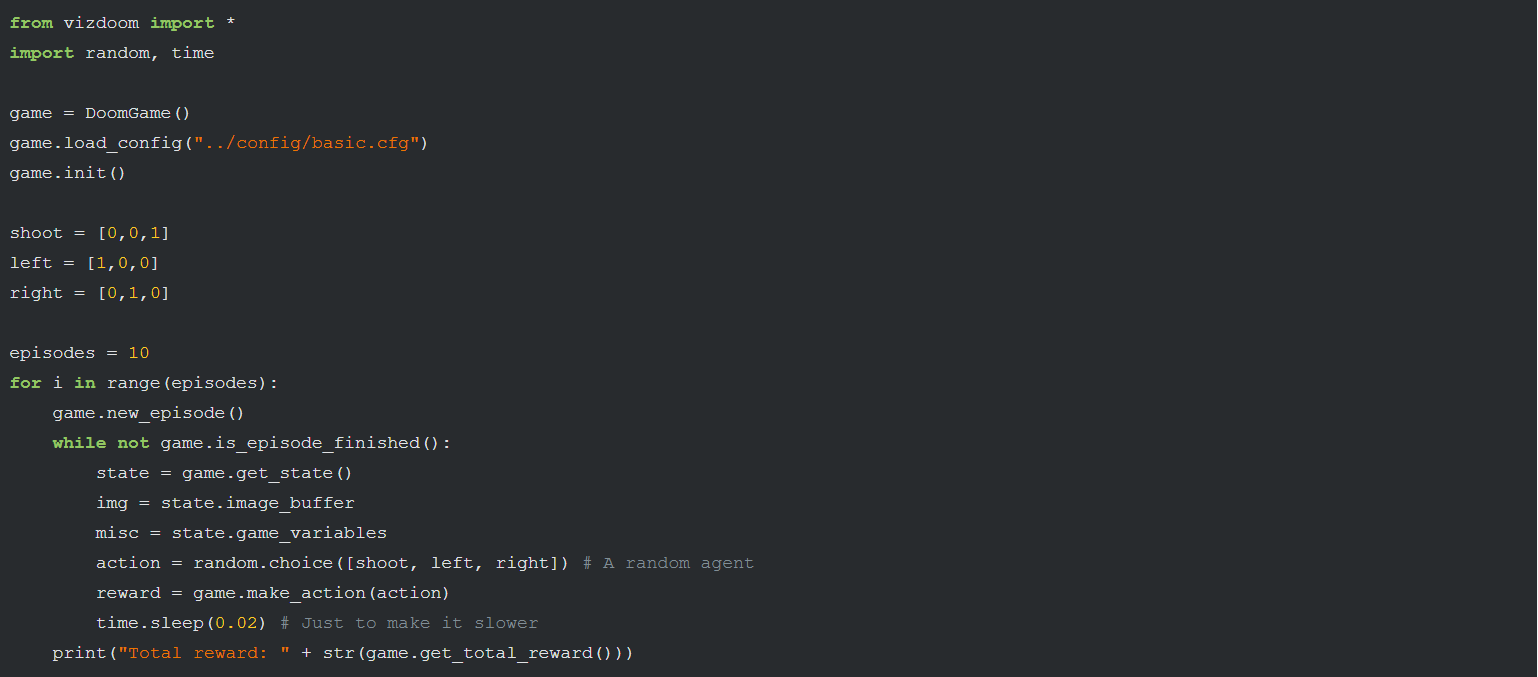 from vizdoom import *
import random, time

game = DoomGame()
game.load_config("../config/basic.cfg")
game.init()

shoot = [0,0,1]
left = [1,0,0]
right = [0,1,0]

episodes = 10
for i in range(episodes):
    game.new_episode()
    while not game.is_episode_finished():
        state = game.get_state()
        img = state.image_buffer
        misc = state.game_variables
        action = random.choice([shoot, left, right]) # A random agent
        reward = game.make_action(action)
        time.sleep(0.02) # Just to make it slower
    print("Total reward: " + str(game.get_total_reward()))